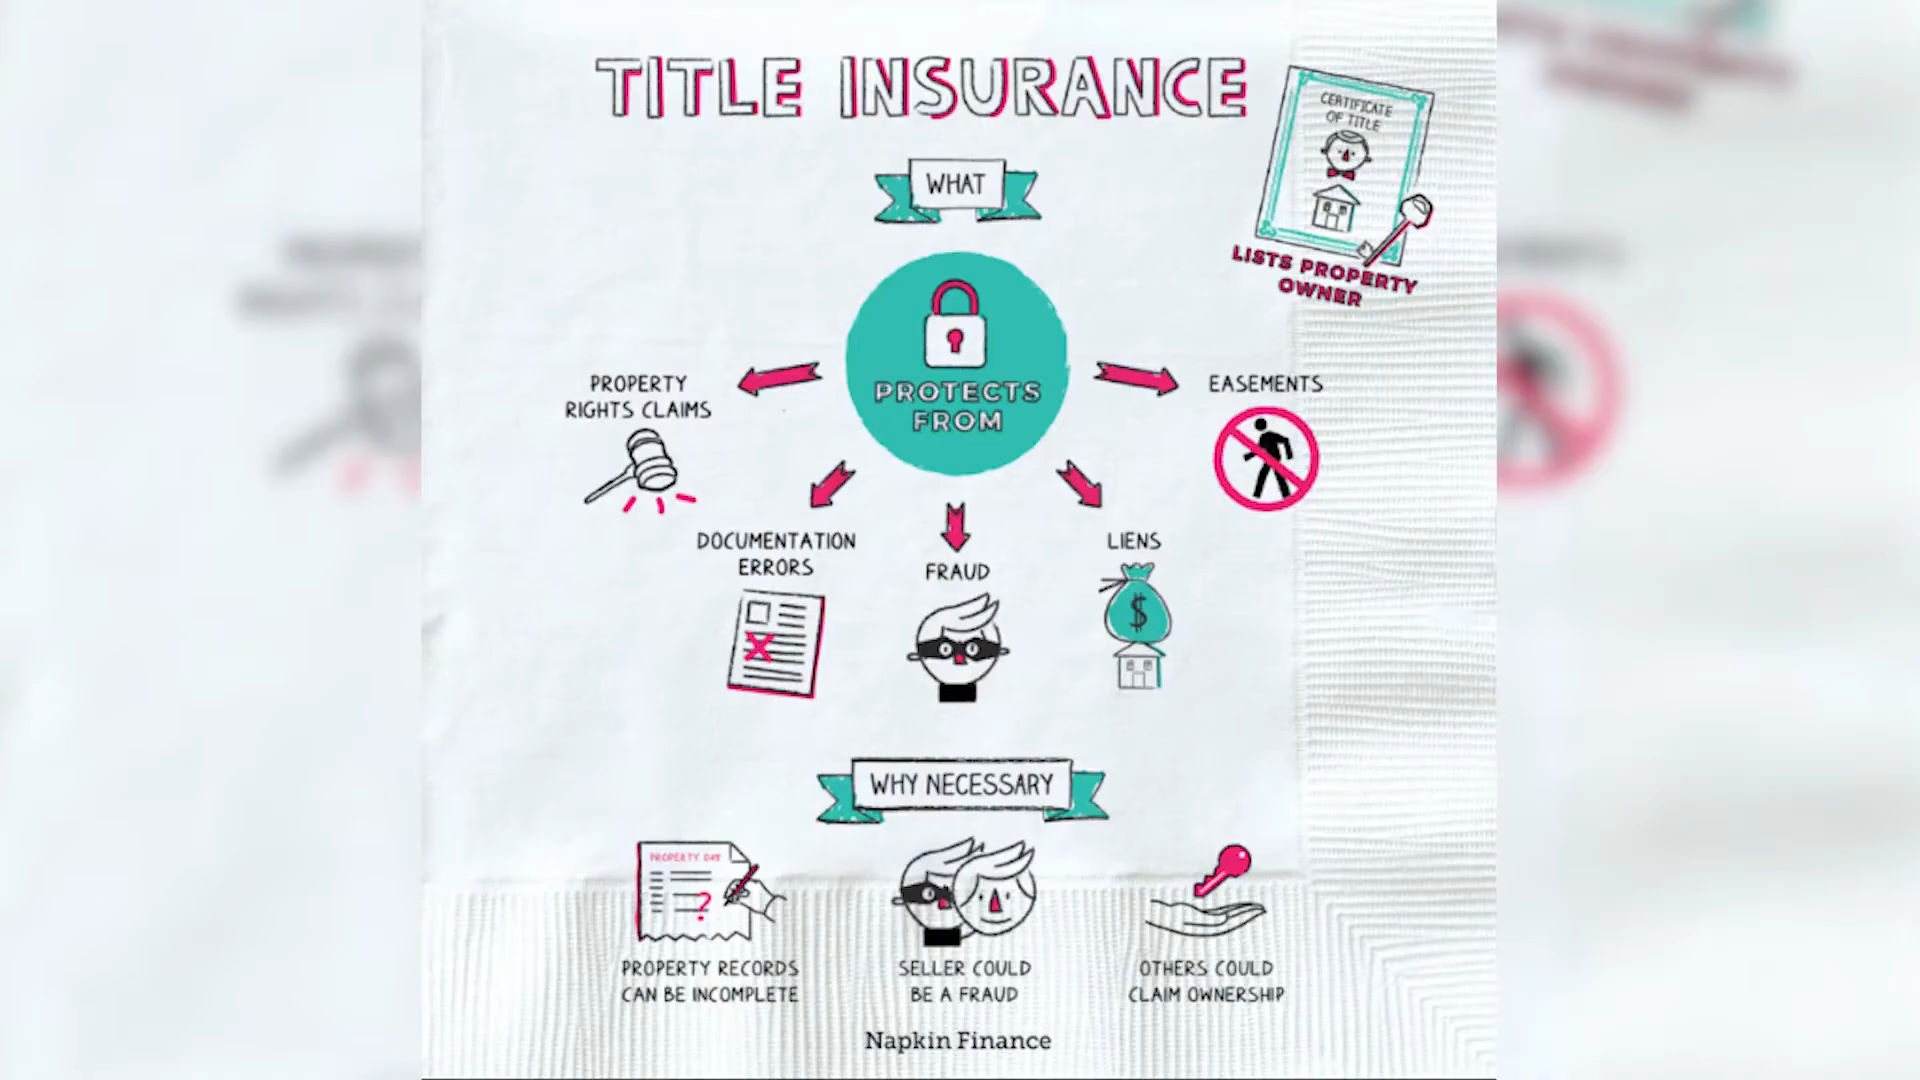 TITLE INSURANCE
CERTIFICATE
OF TITLE
LISTS PROPERTY
OWNER
WHAT
PROTECTS
FROM
PROPERTY
RIGHTS CLAIMS
EASEMENTS
DOCUMENTATION
ERRORS
FRAUD
LIENS
$
WHY NECESSARY
PROPERTY
?
PROPERTY RECORDS
CAN BE INCOMPLETE
SELLER COULD
BE A FRAUD
OTHERS COULD
CLAIM OWNERSHIP
Napkin Finance